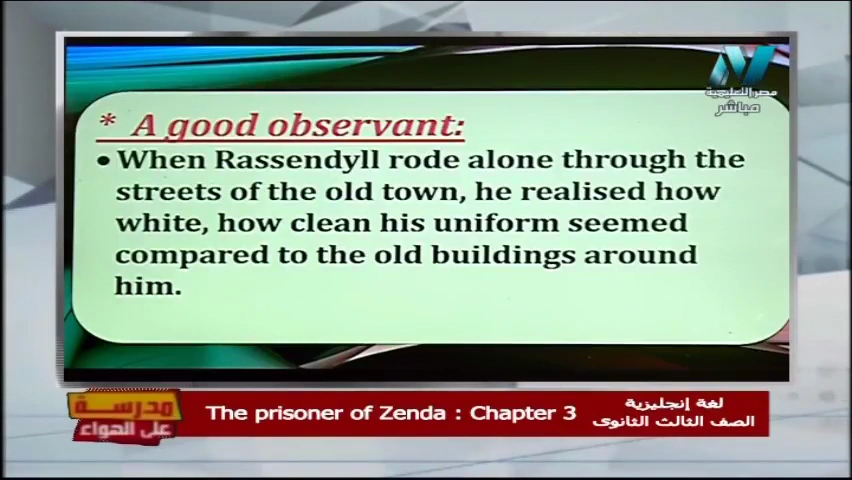 مصر التعليمية
مباشر
* A good observant:
• When Rassendyll rode alone through the
streets of the old town, he realised how
white, how clean his uniform seemed
compared to the old buildings around
him.
مدرسة
على الهواء
The prisoner of Zenda : Chapter 3
لغة إنجليزية
الصف الثالث الثانوى